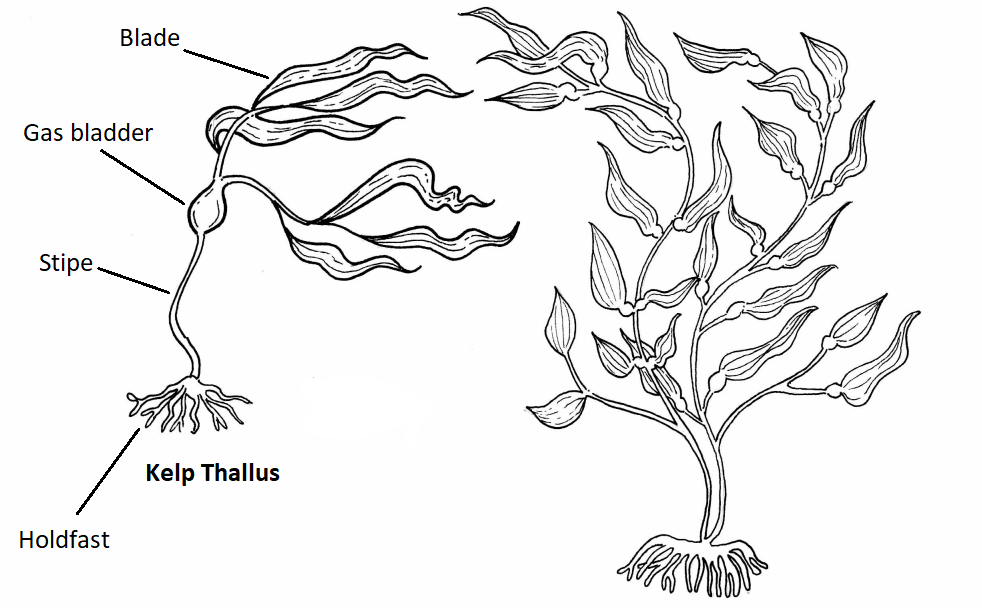 Blade
Gas bladder
Stipe
Kelp Thallus
Holdfast